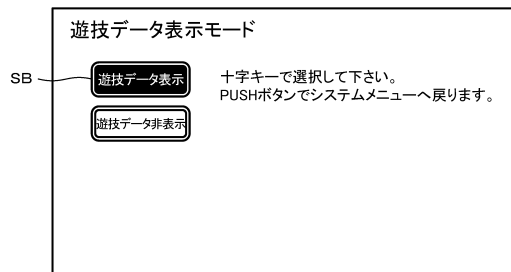 遊技データ表示モード
SB
遊技データ表示
十字キーで選択して下さい。
PUSHボタンでシステムメニューへ戻ります。
遊技データ非表示